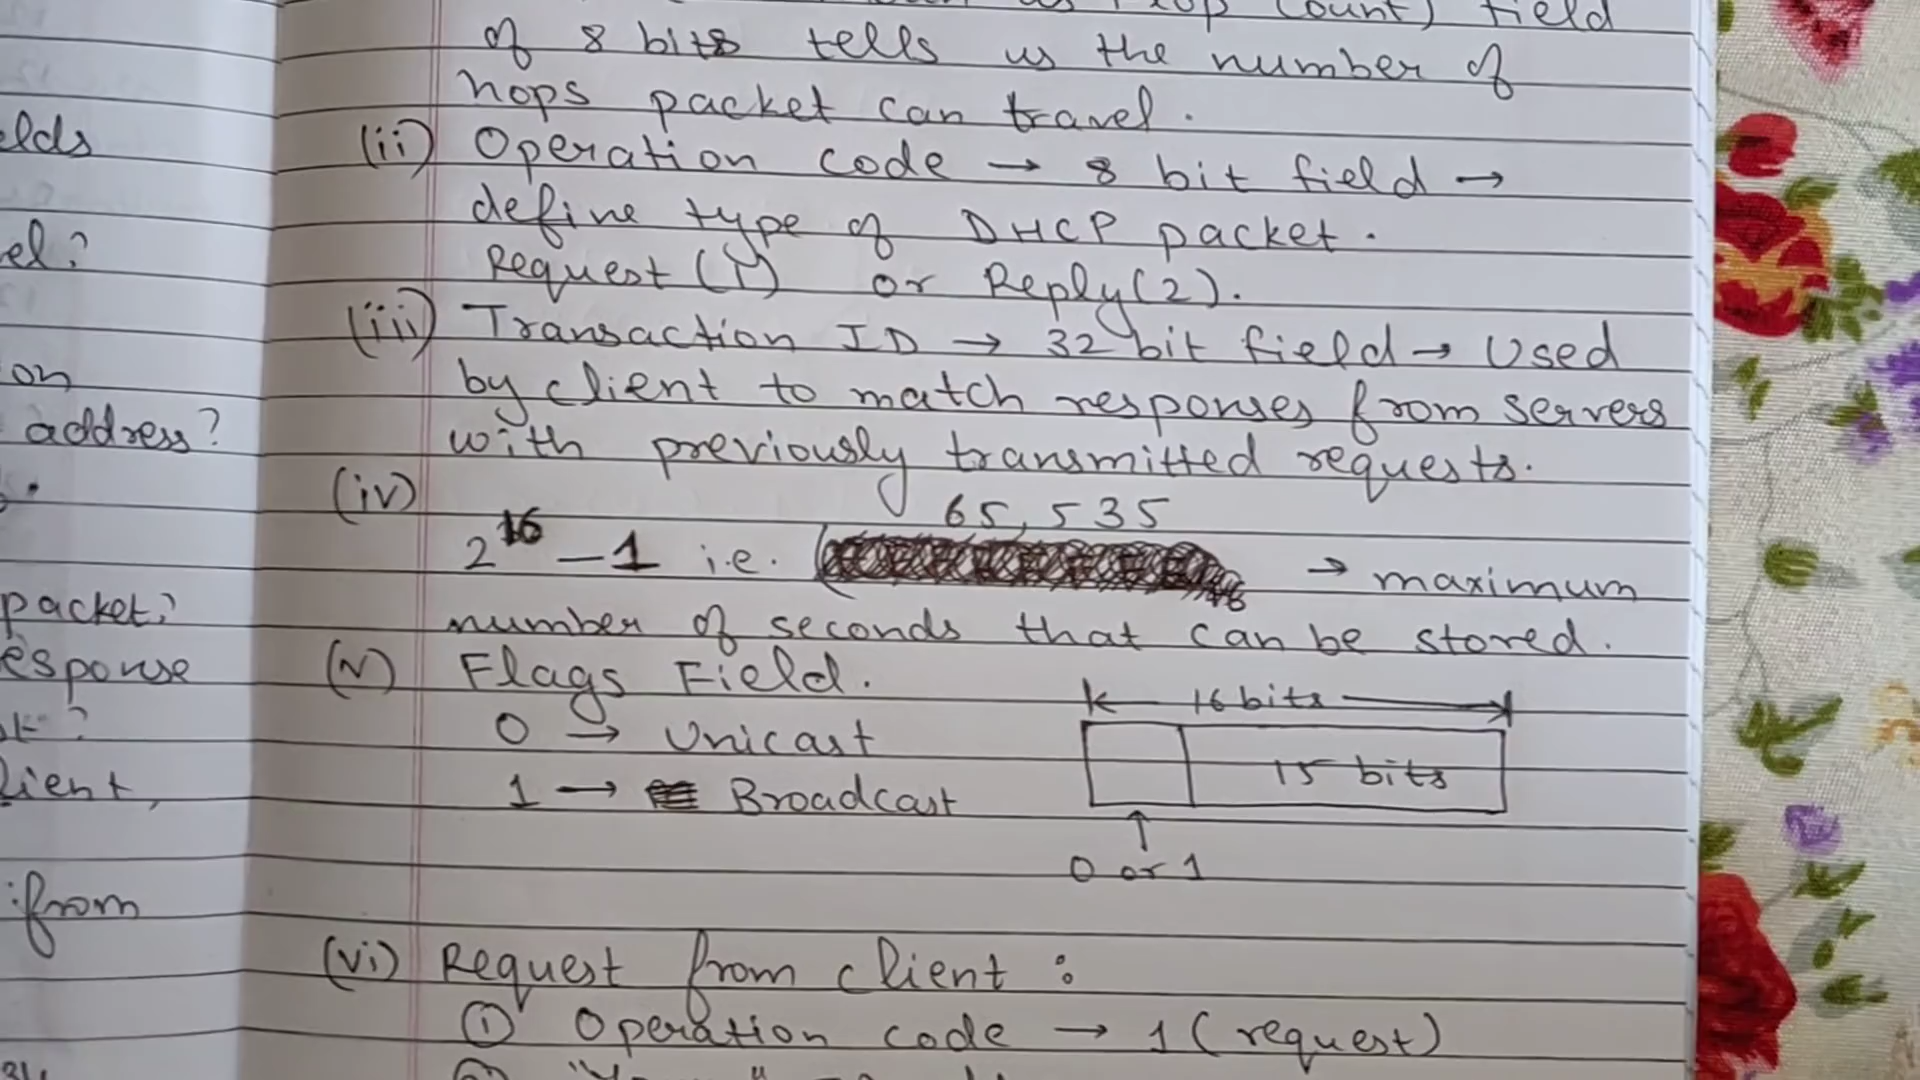 elds
el?
on
address?
packet?
esponse
lient,
from
Count) field
of 8 bits tells us the number of
hops packet can travel.
(ii) Operation code → 8 bit field →
define type of DHCP packet.
Request (1) or Reply(2).
(iii) Transaction ID → 32 bit field → Used
by client to match responses from servers
with previously transmitted requests.
(iv) 65,535
2^16 - 1 i.e. → maximum
number of seconds that can be stored.
(v) Flags Field.
16 bits
0 → Unicast
15 bits
1 → Broadcast
0 or 1
(vi) Request from client :
① Operation code → 1 (request)